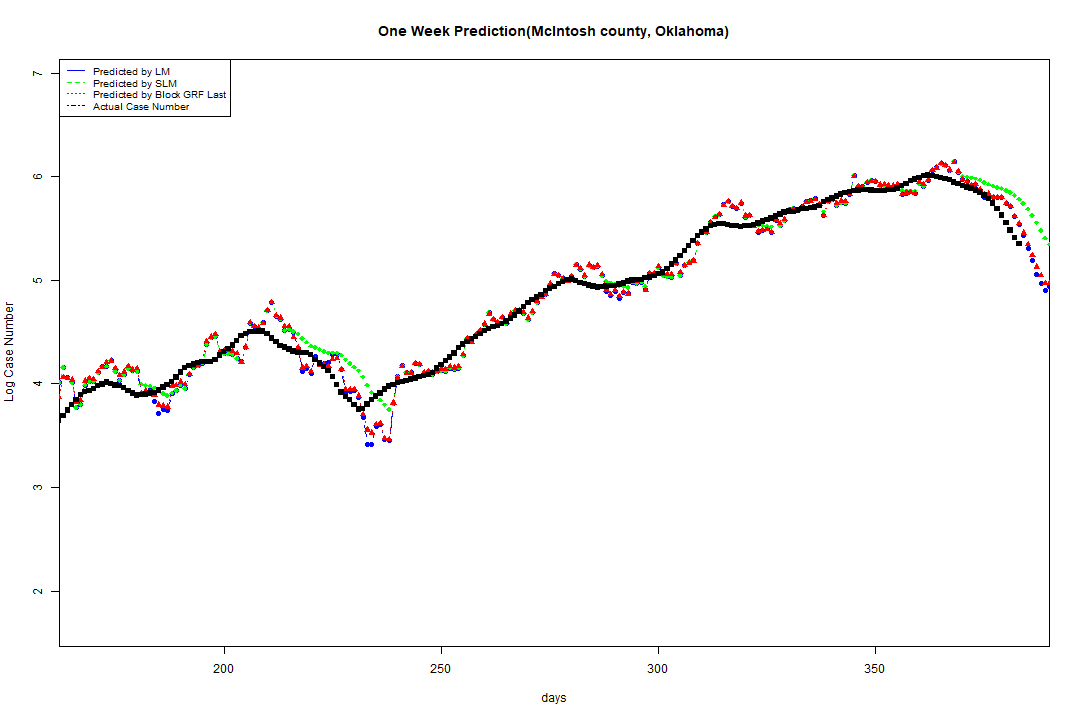 One Week Prediction(McIntosh county, Oklahoma)
7
6
5
4
3
2
Log Case Number
Predicted by LM
Predicted by SLM
Predicted by Block GRF Last
Actual Case Number
200
250
300
350
days